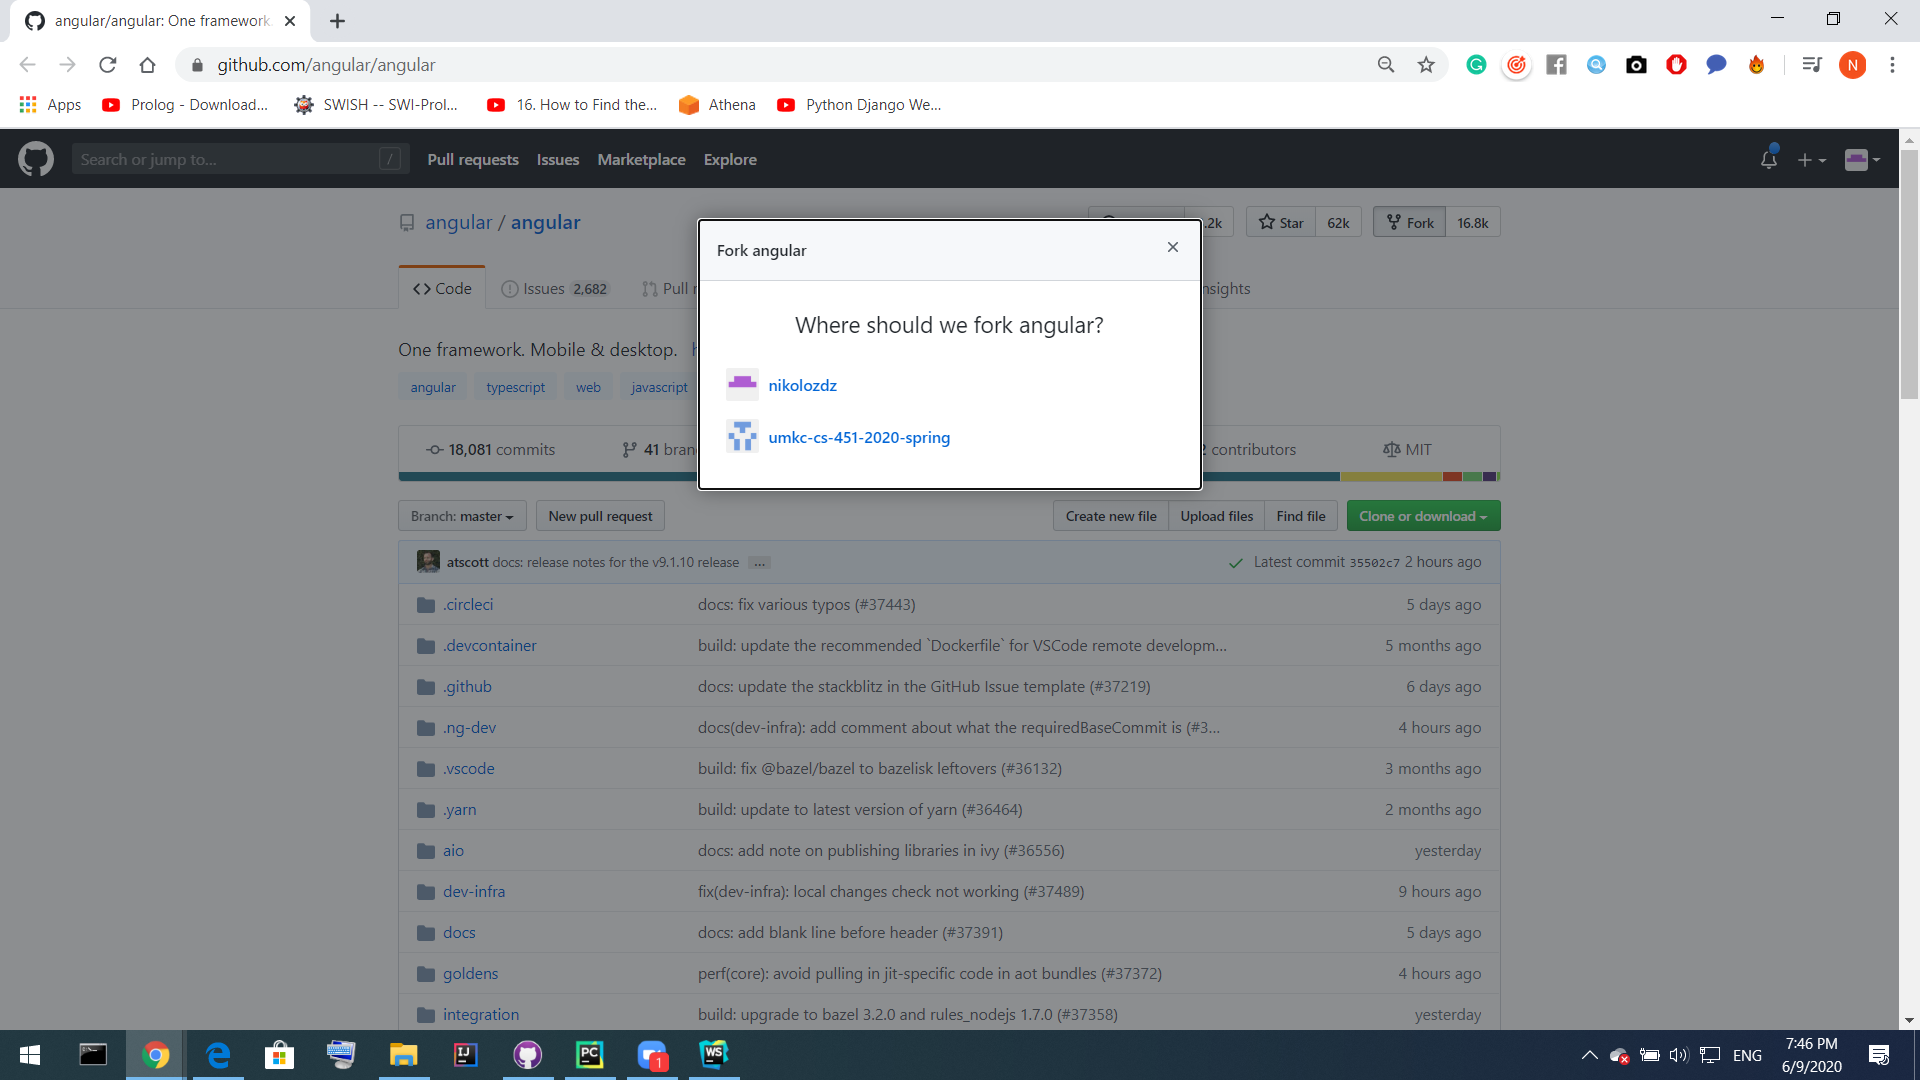 angular/angular: One framework.
github.com/angular/angular
N
Apps
Prolog - Download...
SWISH -- SWI-Prol...
16. How to Find the...
Athena
Python Django We...
Search or jump to...
/
Pull requests
Issues
Marketplace
Explore
angular / angular
.2k
Star
62k
Fork
16.8k
Code
Issues 2,682
Pull r
nsights
One framework. Mobile & desktop. h
angular
typescript
web
javascript
Fork angular
Where should we fork angular?
nikolozdz
umkc-cs-451-2020-spring
18,081 commits
41 bran
contributors
MIT
Branch: master
New pull request
Create new file
Upload files
Find file
Clone or download
atscott docs: release notes for the v9.1.10 release ...
Latest commit 35502c7 2 hours ago
.circleci docs: fix various typos (#37443) 5 days ago
.devcontainer build: update the recommended `Dockerfile` for VSCode remote developm... 5 months ago
.github docs: update the stackblitz in the GitHub Issue template (#37219) 6 days ago
.ng-dev docs(dev-infra): add comment about what the requiredBaseCommit is (#3... 4 hours ago
.vscode build: fix @bazel/bazel to bazelisk leftovers (#36132) 3 months ago
.yarn build: update to latest version of yarn (#36464) 2 months ago
aio docs: add note on publishing libraries in ivy (#36556) yesterday
dev-infra fix(dev-infra): local changes check not working (#37489) 9 hours ago
docs docs: add blank line before header (#37391) 5 days ago
goldens perf(core): avoid pulling in jit-specific code in aot bundles (#37372) 4 hours ago
integration build: upgrade to bazel 3.2.0 and rules_nodejs 1.7.0 (#37358) yesterday
IJ
PC
1
WS
ENG
7:46 PM
6/9/2020